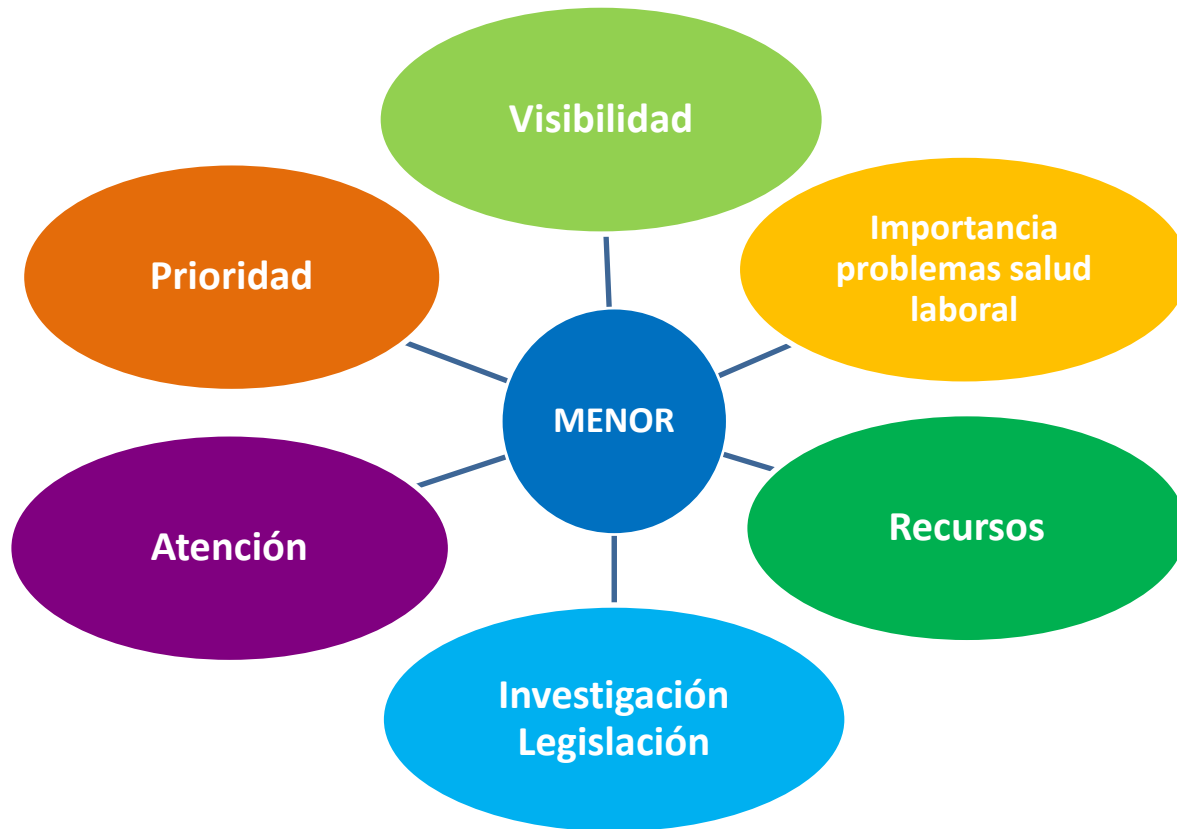 Visibilidad
Importancia
problemas salud
laboral
Prioridad
MENOR
Recursos
Atención
Investigación
Legislación